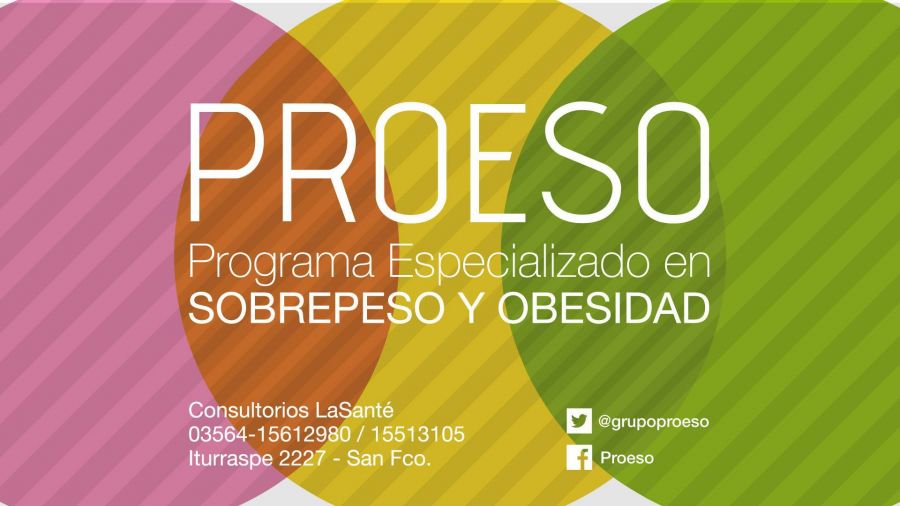 PROESO
Programa Especializado en
SOBREPESO Y OBESIDAD
Consultorios LaSanté
03564-15612980 / 15513105
Iturraspe 2227 - San Fco.
@grupoproeso
Proeso